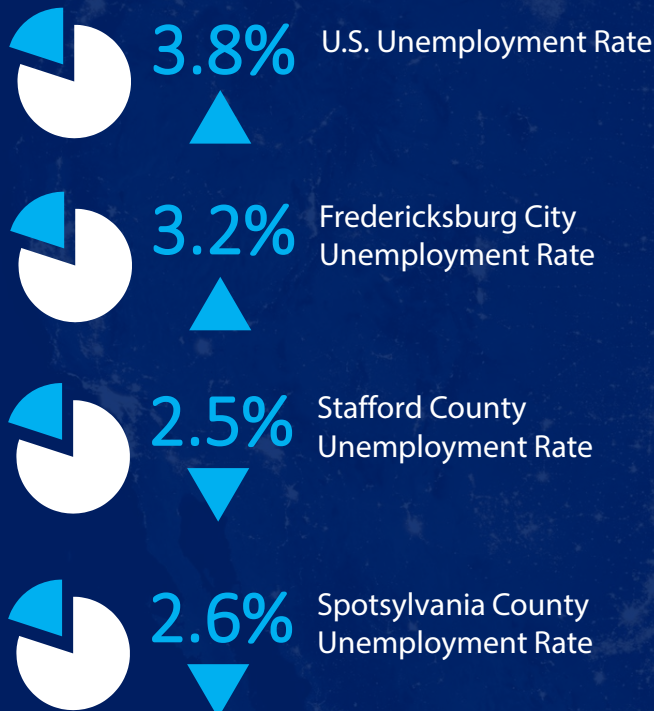 3.8%
U.S. Unemployment Rate
3.2%
Fredericksburg City
Unemployment Rate
2.5%
Stafford County
Unemployment Rate
2.6%
Spotsylvania County
Unemployment Rate